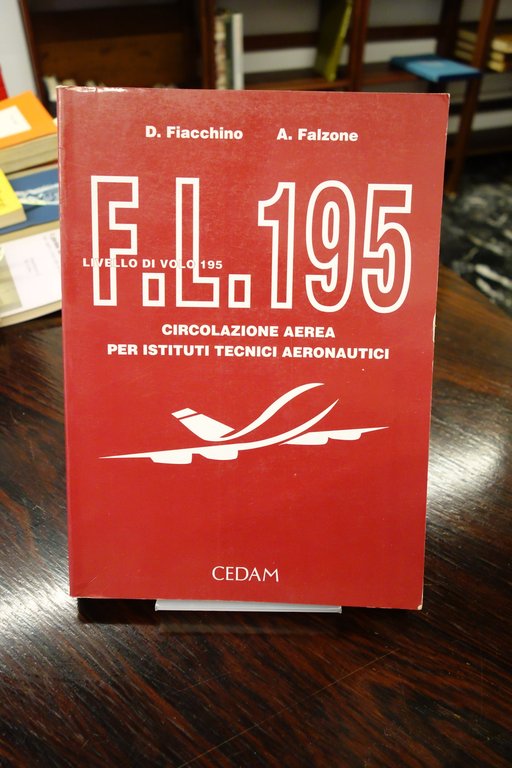 D. Fiacchino A. Falzone
F.L.195
LIVELLO DI VOLO 195
CIRCOLAZIONE AEREA
PER ISTITUTI TECNICI AERONAUTICI
CEDAM